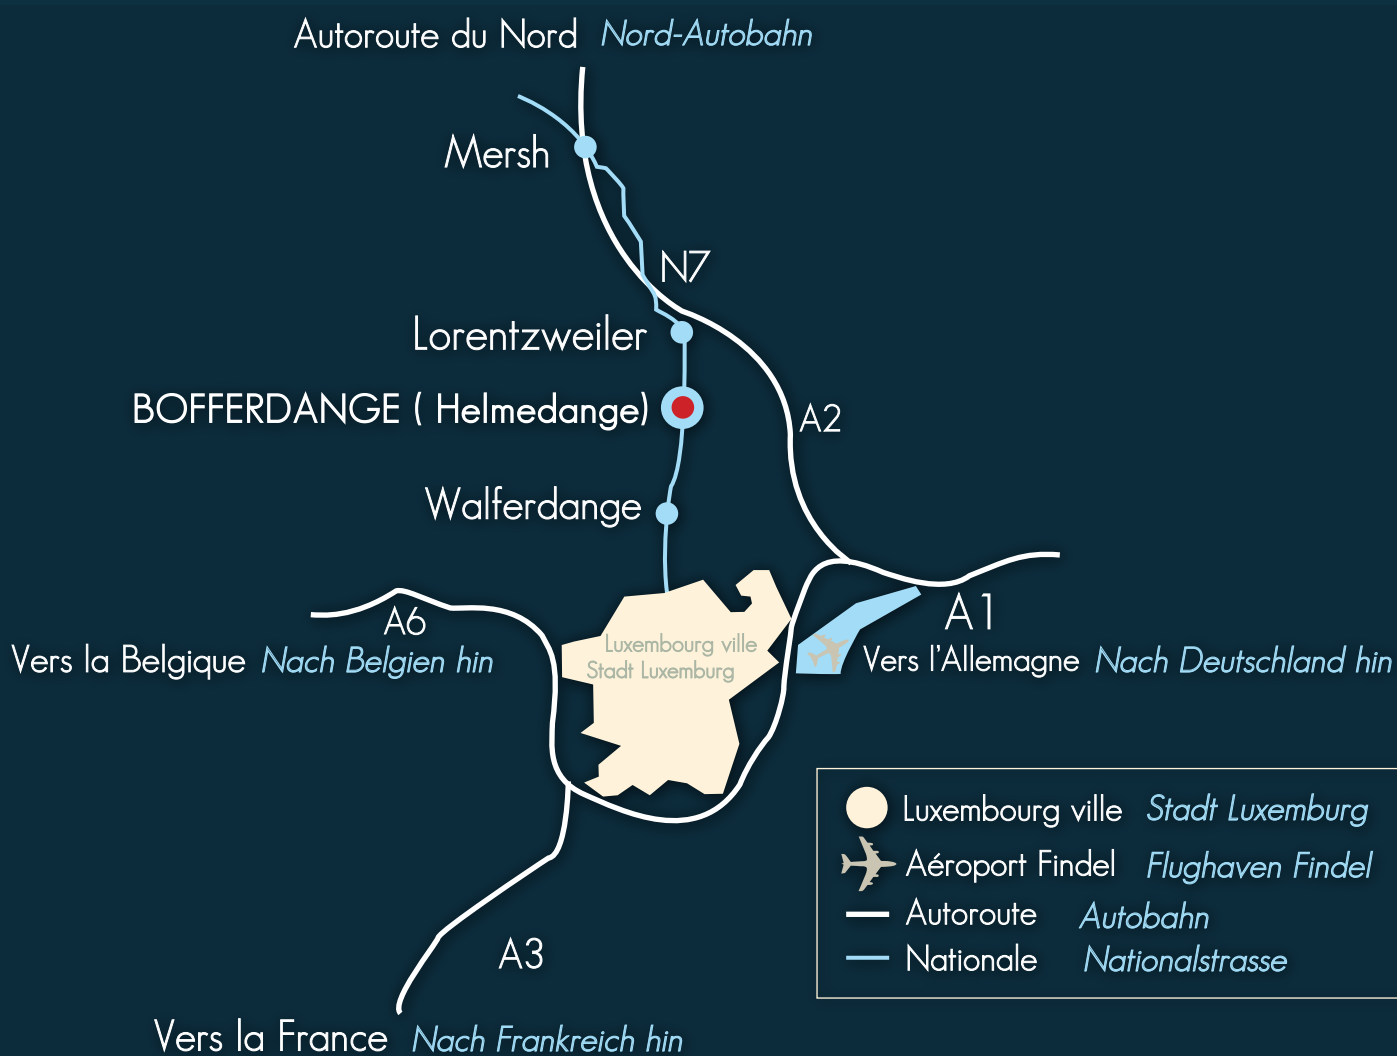 Autoroute du Nord Nord-Autobahn
Mersh
N7
Lorentzweiler
BOFFERDANGE ( Helmedange)
A2
Walferdange
A6
A1
Luxembourg ville
Stadt Luxemburg
Vers la Belgique Nach Belgien hin
Vers l'Allemagne Nach Deutschland hin
Luxembourg ville Stadt Luxemburg
Aéroport Findel Flughaven Findel
Autoroute Autobahn
Nationale Nationalstrasse
A3
Vers la France Nach Frankreich hin